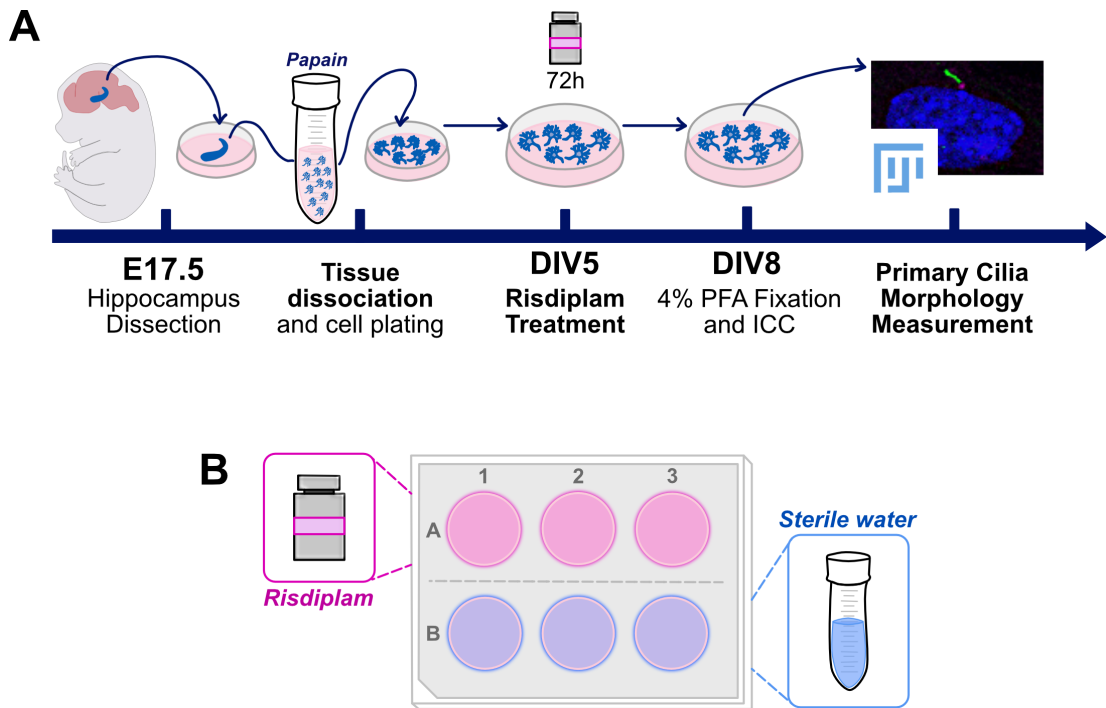 A
Papain
72h
E17.5
Hippocampus
Dissection
Tissue
dissociation
and cell plating
DIV5
Risdiplam
Treatment
DIV8
4% PFA Fixation
and ICC
Primary Cilia
Morphology
Measurement
B
Risdiplam
1 2 3
A
B
Sterile water